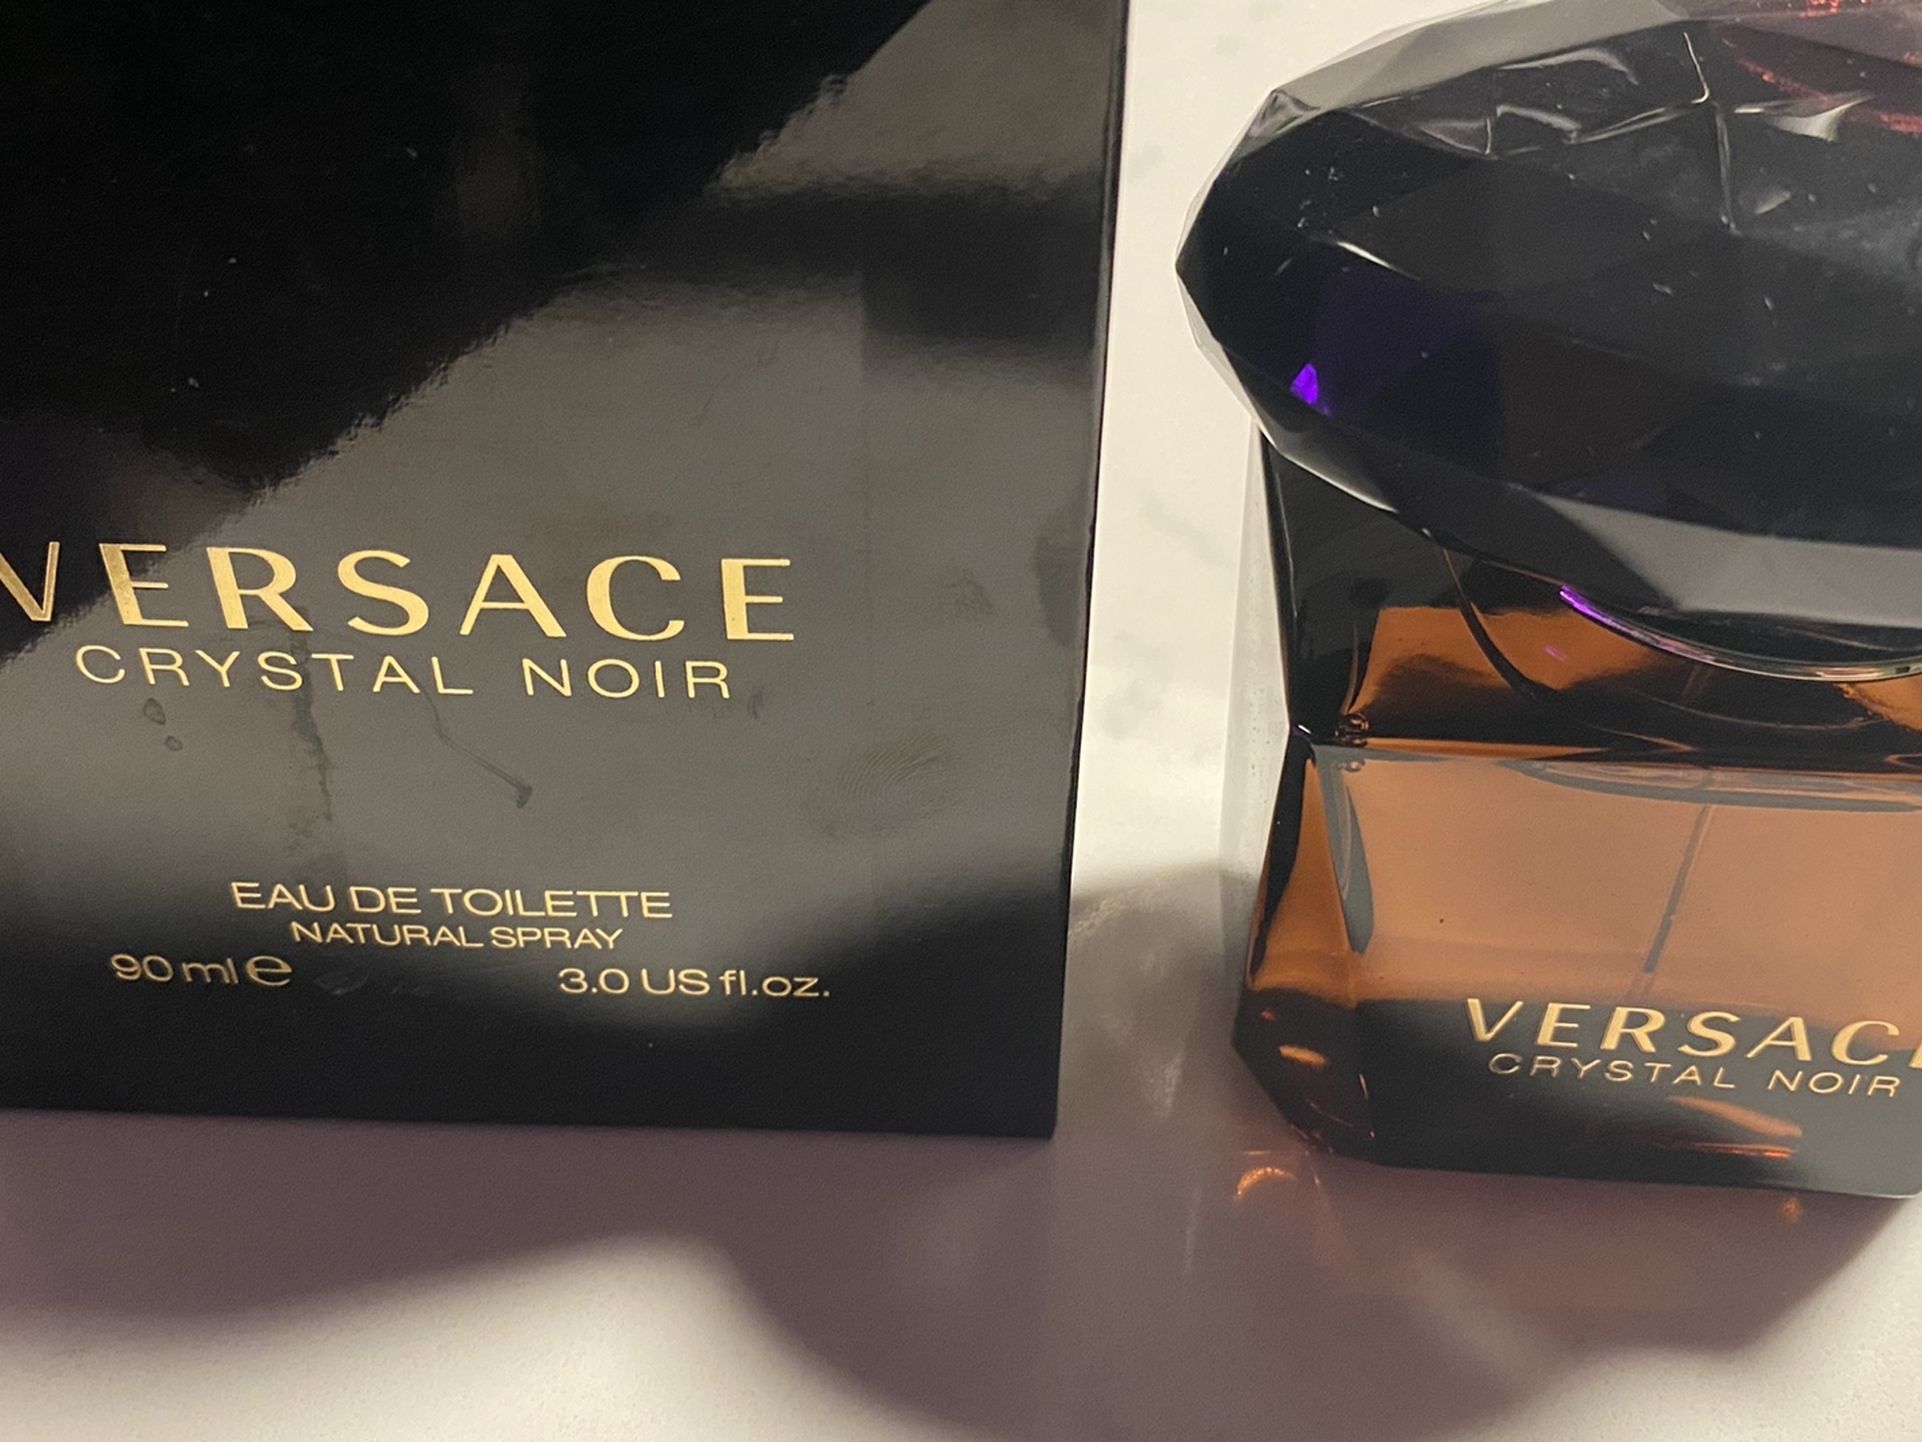 VERSACE
CRYSTAL NOIR
EAU DE TOILETTE
NATURAL SPRAY
90 ml e 3.0 US fl.oz.
VERSACE
CRYSTAL NOIR